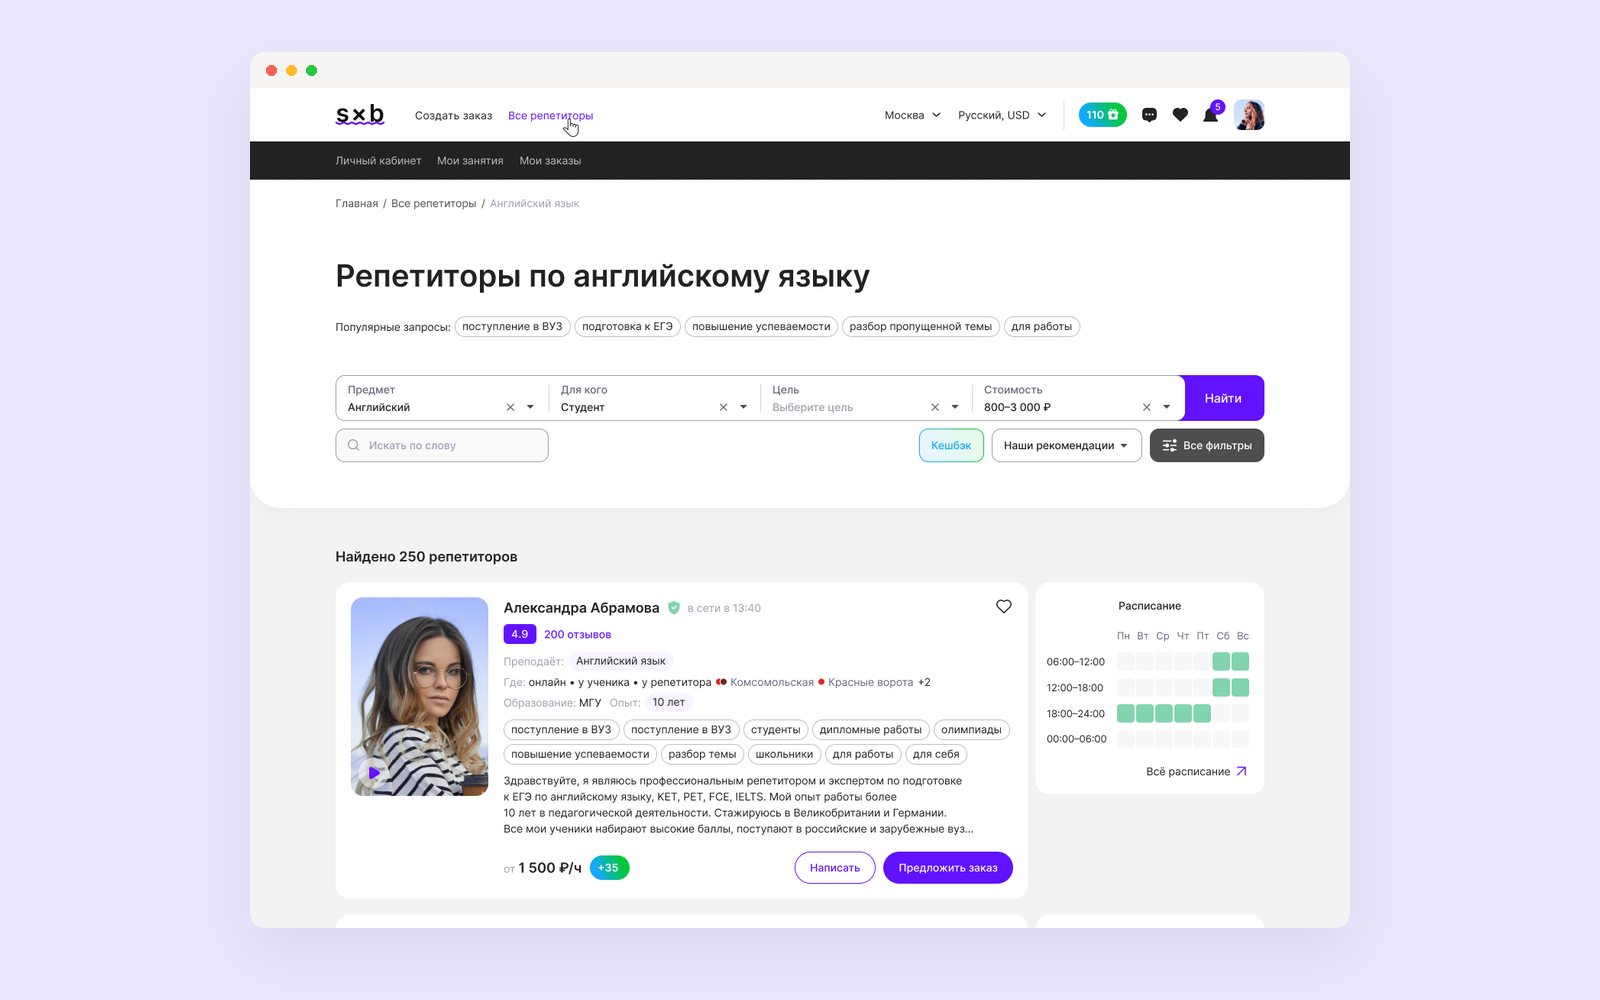 s×b Создать заказ Все репетиторы Москва Русский, USD 110 5
Личный кабинет Мои занятия Мои заказы
Главная / Все репетиторы / Английский язык
Репетиторы по английскому языку
Популярные запросы: поступление в ВУЗ подготовка к ЕГЭ повышение успеваемости разбор пропущенной темы для работы
Предмет Для кого Цель Стоимость
Английский Студент Выберите цель 800–3 000 ₽ Найти
Искать по слову Кешбэк Наши рекомендации Все фильтры
Найдено 250 репетиторов
Александра Абрамова в сети в 13:40
4.9 200 отзывов
Преподаёт: Английский язык
Где: онлайн • у ученика • у репетитора Комсомольская Красные ворота +2
Образование: МГУ Опыт: 10 лет
поступление в ВУЗ поступление в ВУЗ студенты дипломные работы олимпиады
повышение успеваемости разбор темы школьники для работы для себя
Здравствуйте, я являюсь профессиональным репетитором и экспертом по подготовке
к ЕГЭ по английскому языку, KET, PET, FCE, IELTS. Мой опыт работы более
10 лет в педагогической деятельности. Стажируюсь в Великобритании и Германии.
Все мои ученики набирают высокие баллы, поступают в российские и зарубежные вуз...
от 1 500 ₽/ч +35 Написать Предложить заказ
Расписание
Пн Вт Ср Чт Пт Сб Вс
06:00–12:00
12:00–18:00
18:00–24:00
00:00–06:00
Всё расписание